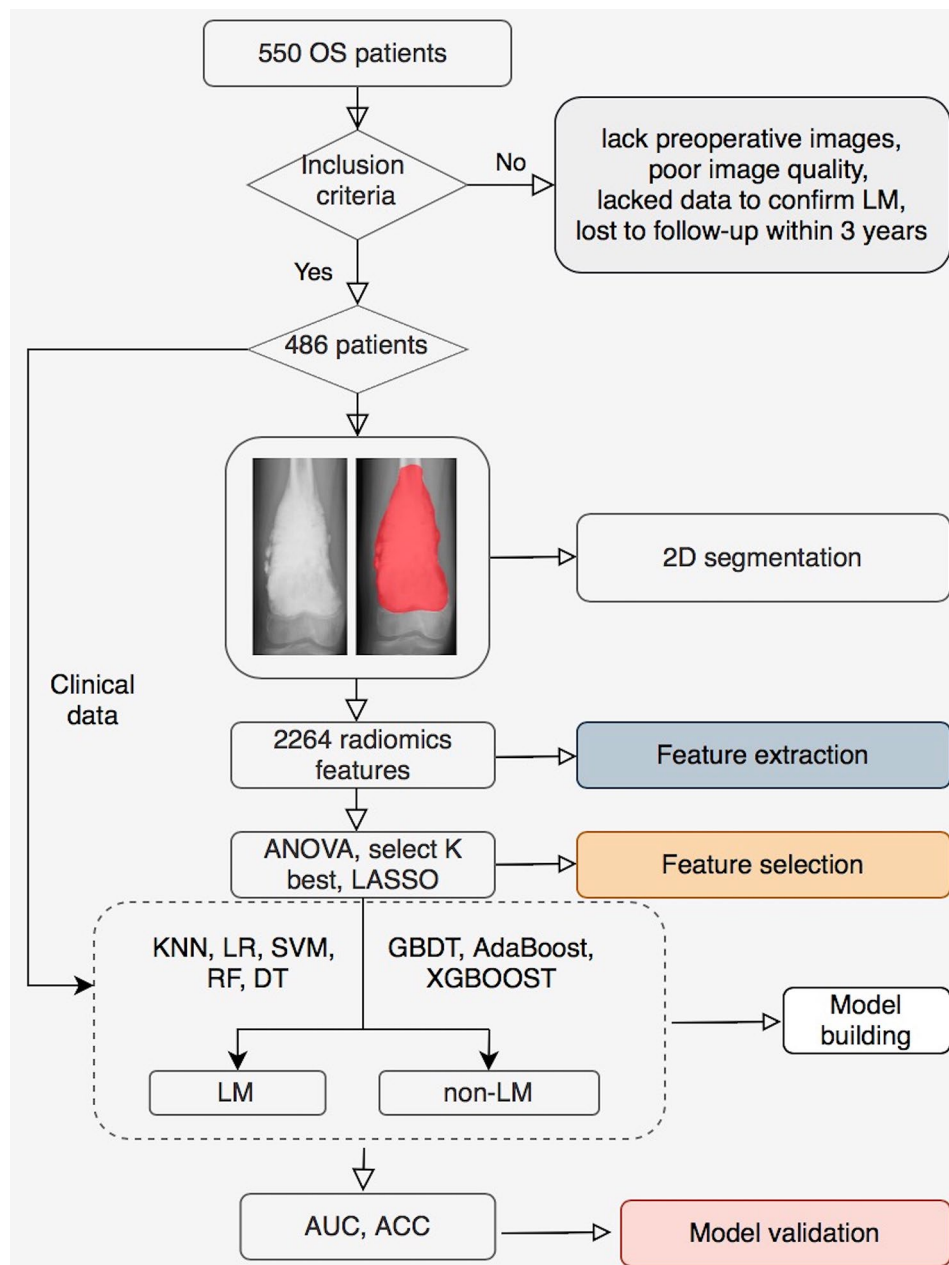 550 OS patients
Inclusion
criteria
No
lack preoperative images,
poor image quality,
lacked data to confirm LM,
lost to follow-up within 3 years
Yes
486 patients
2D segmentation
Clinical
data
2264 radiomics
features
Feature extraction
ANOVA, select K
best, LASSO
Feature selection
KNN, LR, SVM,
RF, DT
GBDT, AdaBoost,
XGBOOST
Model
building
LM
non-LM
AUC, ACC
Model validation